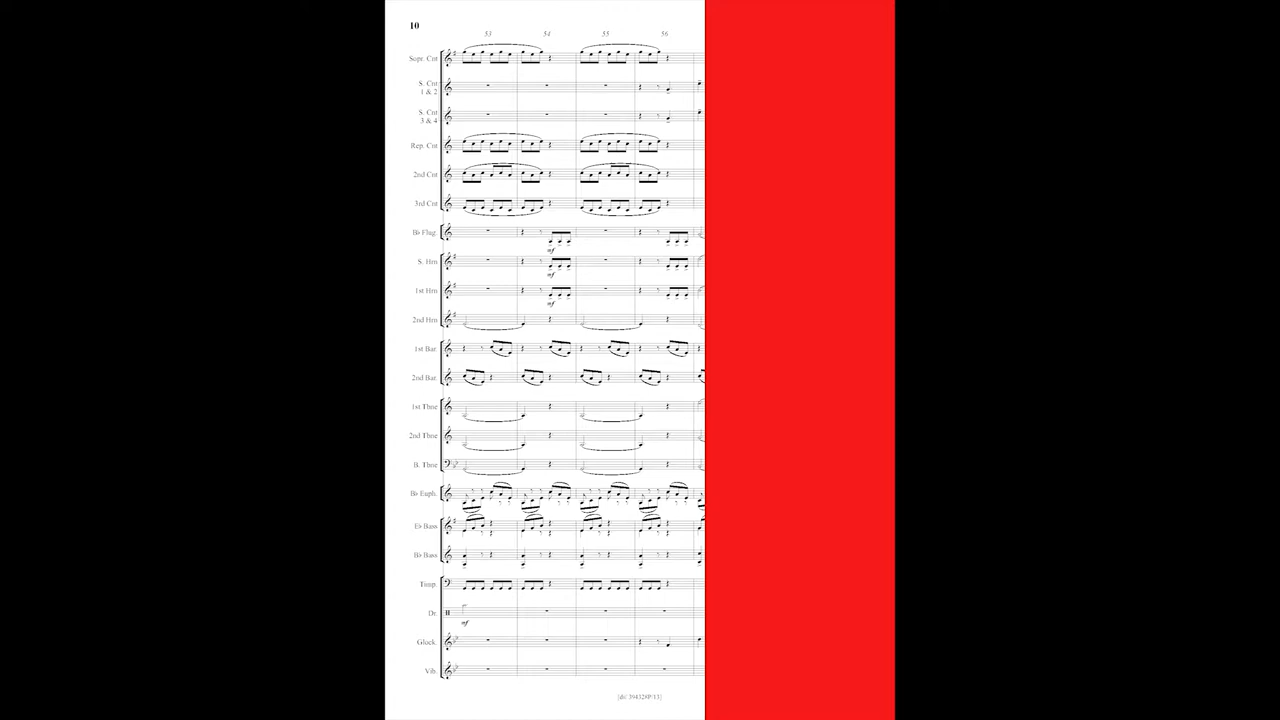 10
53 54 55 56
Sopr. Cnt
S. Cnt
1 & 2
S. Cnt
3 & 4
Rep. Cnt
2nd Cnt
3rd Cnt
B♭ Flug.
mf
S. Hrn
mf
1st Hrn
mf
2nd Hrn
1st Bar.
2nd Bar.
1st Tbne
2nd Tbne
B. Tbne
B♭ Euph.
E♭ Bass
B♭ Bass
Timp.
Dr.
mf
Glock.
Vib.